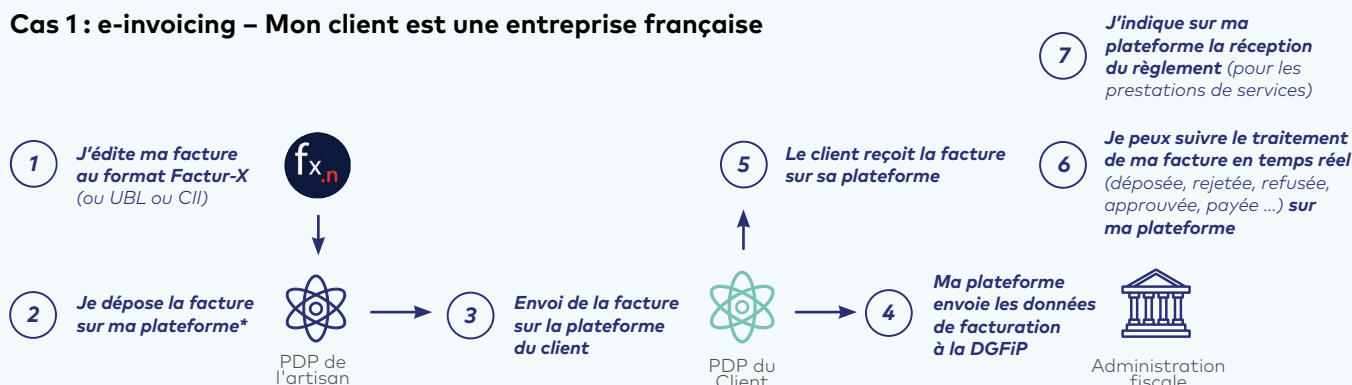 Cas 1 : e-invoicing – Mon client est une entreprise française
1
J'édite ma facture
au format Factur-X
(ou UBL ou CII)
fx.n
2
Je dépose la facture
sur ma plateforme*
PDP de
l'artisan
3
Envoi de la facture
sur la plateforme
du client
PDP du
Client
5
Le client reçoit la facture
sur sa plateforme
4
Ma plateforme
envoie les données
de facturation
à la DGFiP
Administration
fiscale
6
Je peux suivre le traitement
de ma facture en temps réel
(déposée, rejetée, refusée,
approuvée, payée ...) sur
ma plateforme
7
J'indique sur ma
plateforme la réception
du règlement (pour les
prestations de services)